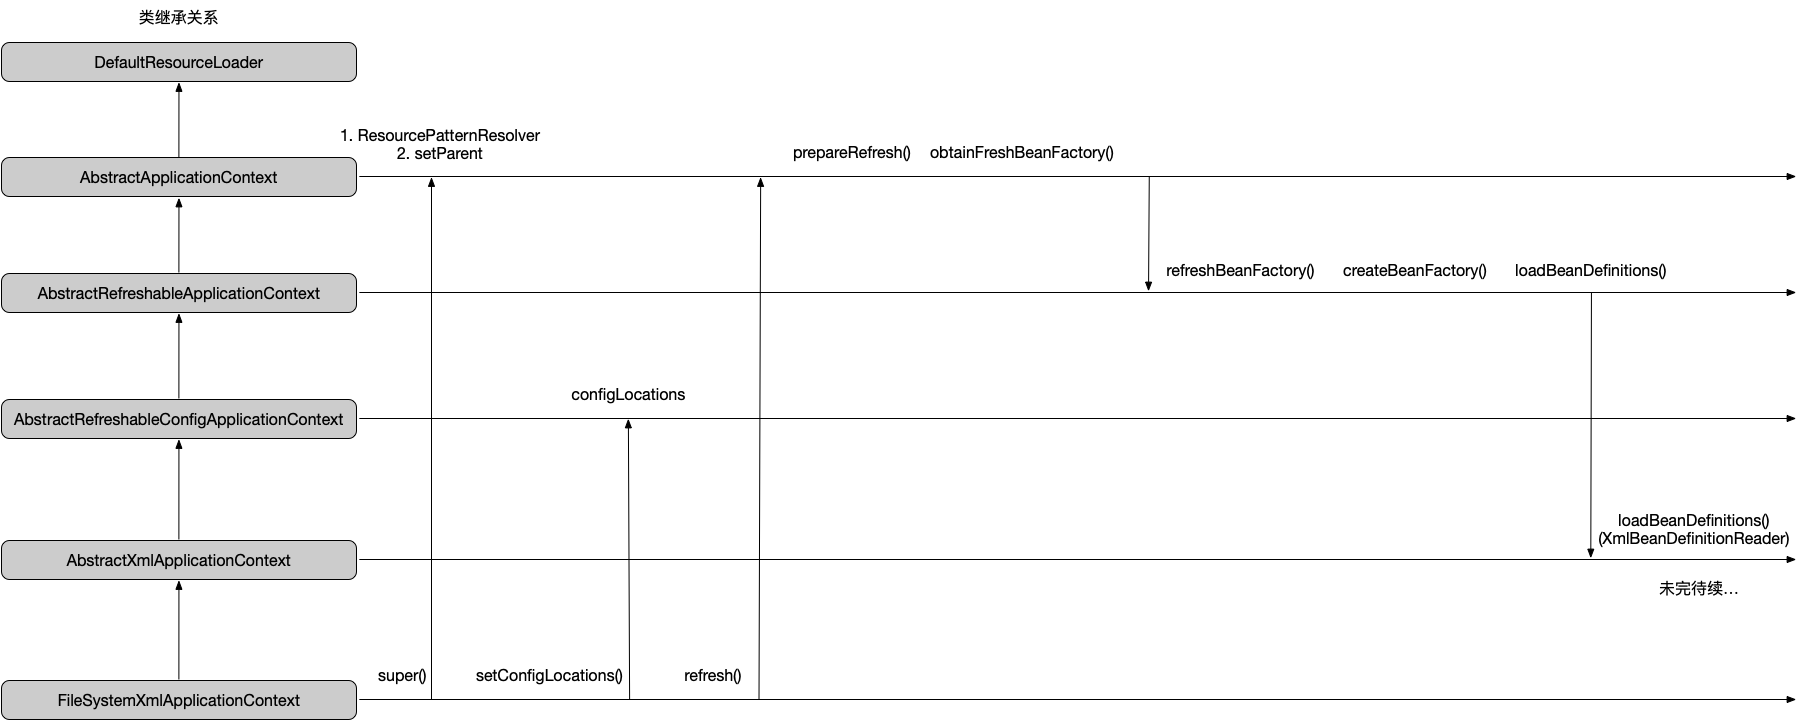 类继承关系
DefaultResourceLoader
1. ResourcePatternResolver
2. setParent
prepareRefresh()
obtainFreshBeanFactory()
AbstractApplicationContext
refreshBeanFactory()
createBeanFactory()
loadBeanDefinitions()
AbstractRefreshableApplicationContext
configLocations
AbstractRefreshableConfigApplicationContext
loadBeanDefinitions()
(XmlBeanDefinitionReader)
AbstractXmlApplicationContext
未完待续...
super()
setConfigLocations()
refresh()
FileSystemXmlApplicationContext